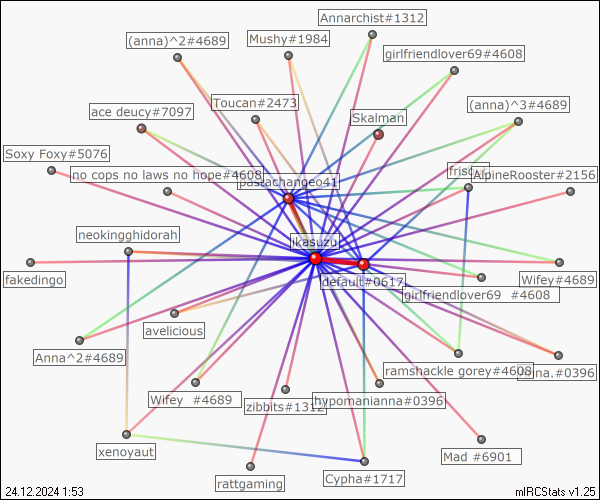 Annarchist#1312
(anna)^2#4689
Mushy#1984
girlfriendlover69#4608
ace deucy#7097
Toucan#2473
Skalman
(anna)^3#4689
Soxy Foxy#5076
no cops no laws no hope#4608
pastachangeo41
AlpineRooster#2156
neokingghidorah
ikasuzu
fakedingo
default#0617
Wifey#4689
girlfriendlover69 #4608
avelicious
Anna^2#4689
ramshackle gorey#4608
#0396
Wifey #4689
zibbits#1312
hypomanianna#0396
xenoyaut
Mad #6901
rattgaming
Cypha#1717
24.12.2024 1:53
mIRCStats v1.25